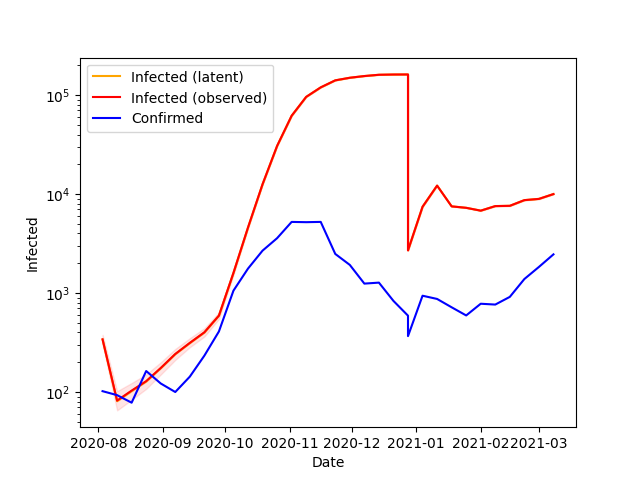 Infected (latent)
Infected (observed)
Confirmed
10^5
10^4
10^3
10^2
Infected
2020-08 2020-09 2020-10 2020-11 2020-12 2021-01 2021-02 2021-03
Date